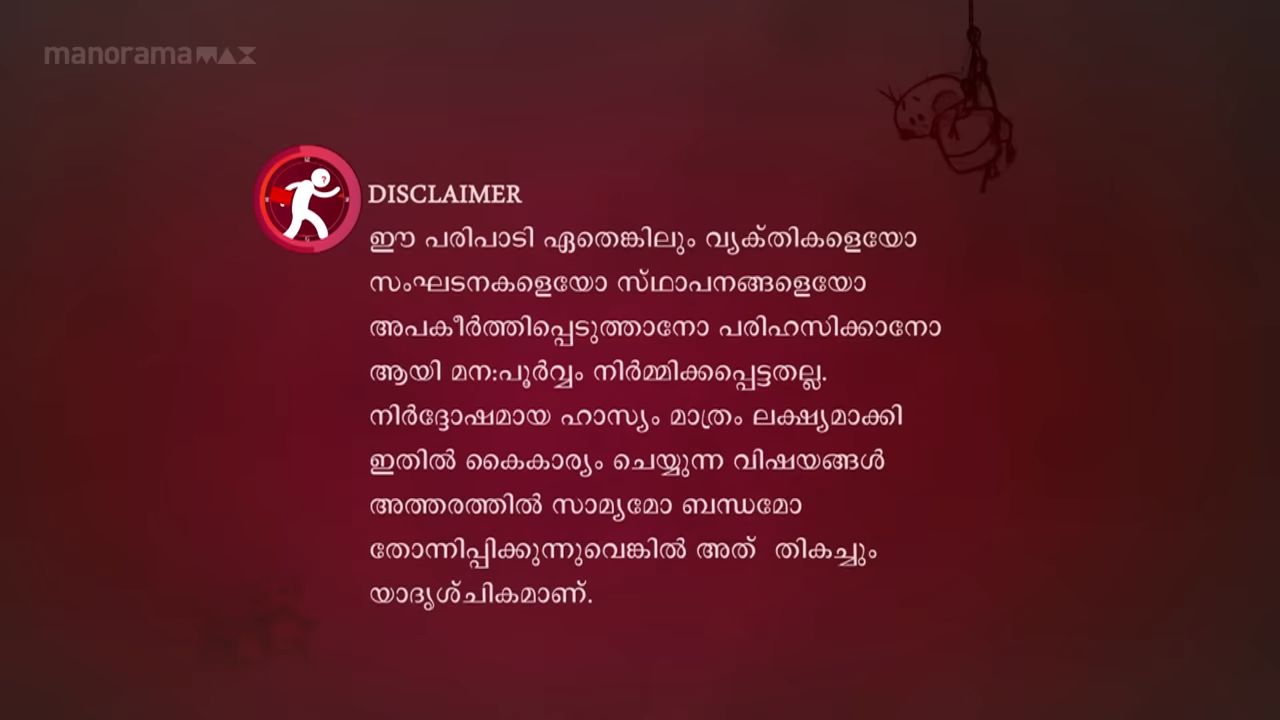 manorama MAX
DISCLAIMER
ഈ പരിപാടി ഏതെങ്കിലും വ്യക്തികളെയോ
സംഘടനകളെയോ സ്ഥാപനങ്ങളെയോ
അപകീർത്തിപ്പെടുത്താനോ പരിഹസിക്കാനോ
ആയി മന:പൂർവ്വം നിർമ്മിക്കപ്പെട്ടതല്ല.
നിർദ്ദോഷമായ ഹാസ്യം മാത്രം ലക്ഷ്യമാക്കി
ഇതിൽ കൈകാര്യം ചെയ്യുന്ന വിഷയങ്ങൾ
അത്തരത്തിൽ സാമ്യമോ ബന്ധമോ
തോന്നിപ്പിക്കുന്നുവെങ്കിൽ അത് തികച്ചും
യാദൃശ്ചികമാണ്.